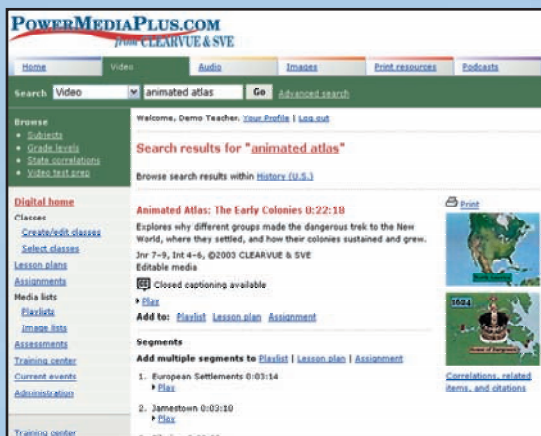 POWERMEDIAPLUS.COM
from CLEARVUE & SVE
Home
Video
Audio
Images
Print resources
Podcasts
Search Video animated atlas Go Advanced search
Browse
• Subjects
• Grade levels
• State correlations
• Video test prep
Digital home
Classes
Create/edit classes
Select classes
Lesson plans
Assignments
Media lists
Playlists
Image lists
Assessments
Training center
Current events
Administration
Training center
Welcome, Demo Teacher. Your Profile | Log out
Search results for "animated atlas"
Browse search results within History (U.S.)
Animated Atlas: The Early Colonies 0:22:18
Explores why different groups made the dangerous trek to the New
World, where they settled, and how their colonies sustained and grew.
Jnr 7-9, Int 4-6, ©2003 CLEARVUE & SVE
Editable media
Closed captioning available
Play
Add to: Playlist Lesson plan Assignment
Segments
Add multiple segments to Playlist | Lesson plan | Assignment
1. European Settlements 0:03:14
Play
2. Jamestown 0:03:10
Play
Print
North America
1624
Correlations, related
items, and citations